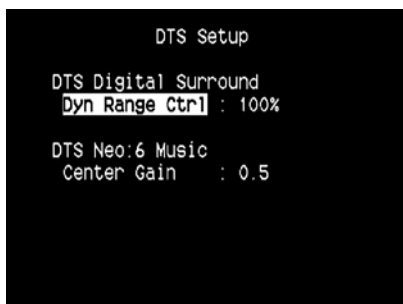 DTS Setup
DTS Digital Surround
Dyn Range Ctrl : 100%
DTS Neo:6 Music
Center Gain : 0.5